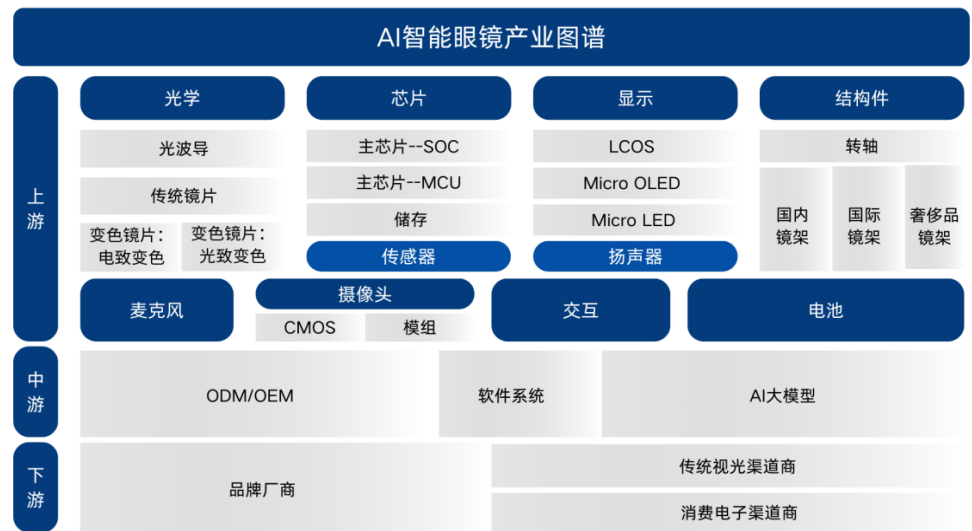 AI智能眼镜产业图谱
上游
光学
芯片
显示
结构件
光波导
主芯片--SOC
LCOS
转轴
传统镜片
主芯片--MCU
Micro OLED
变色镜片：
电致变色
变色镜片：
光致变色
储存
Micro LED
国内
镜架
国际
镜架
奢侈品
镜架
传感器
扬声器
麦克风
摄像头
CMOS
模组
交互
电池
中游
ODM/OEM
软件系统
AI大模型
下游
品牌厂商
传统视光渠道商
消费电子渠道商